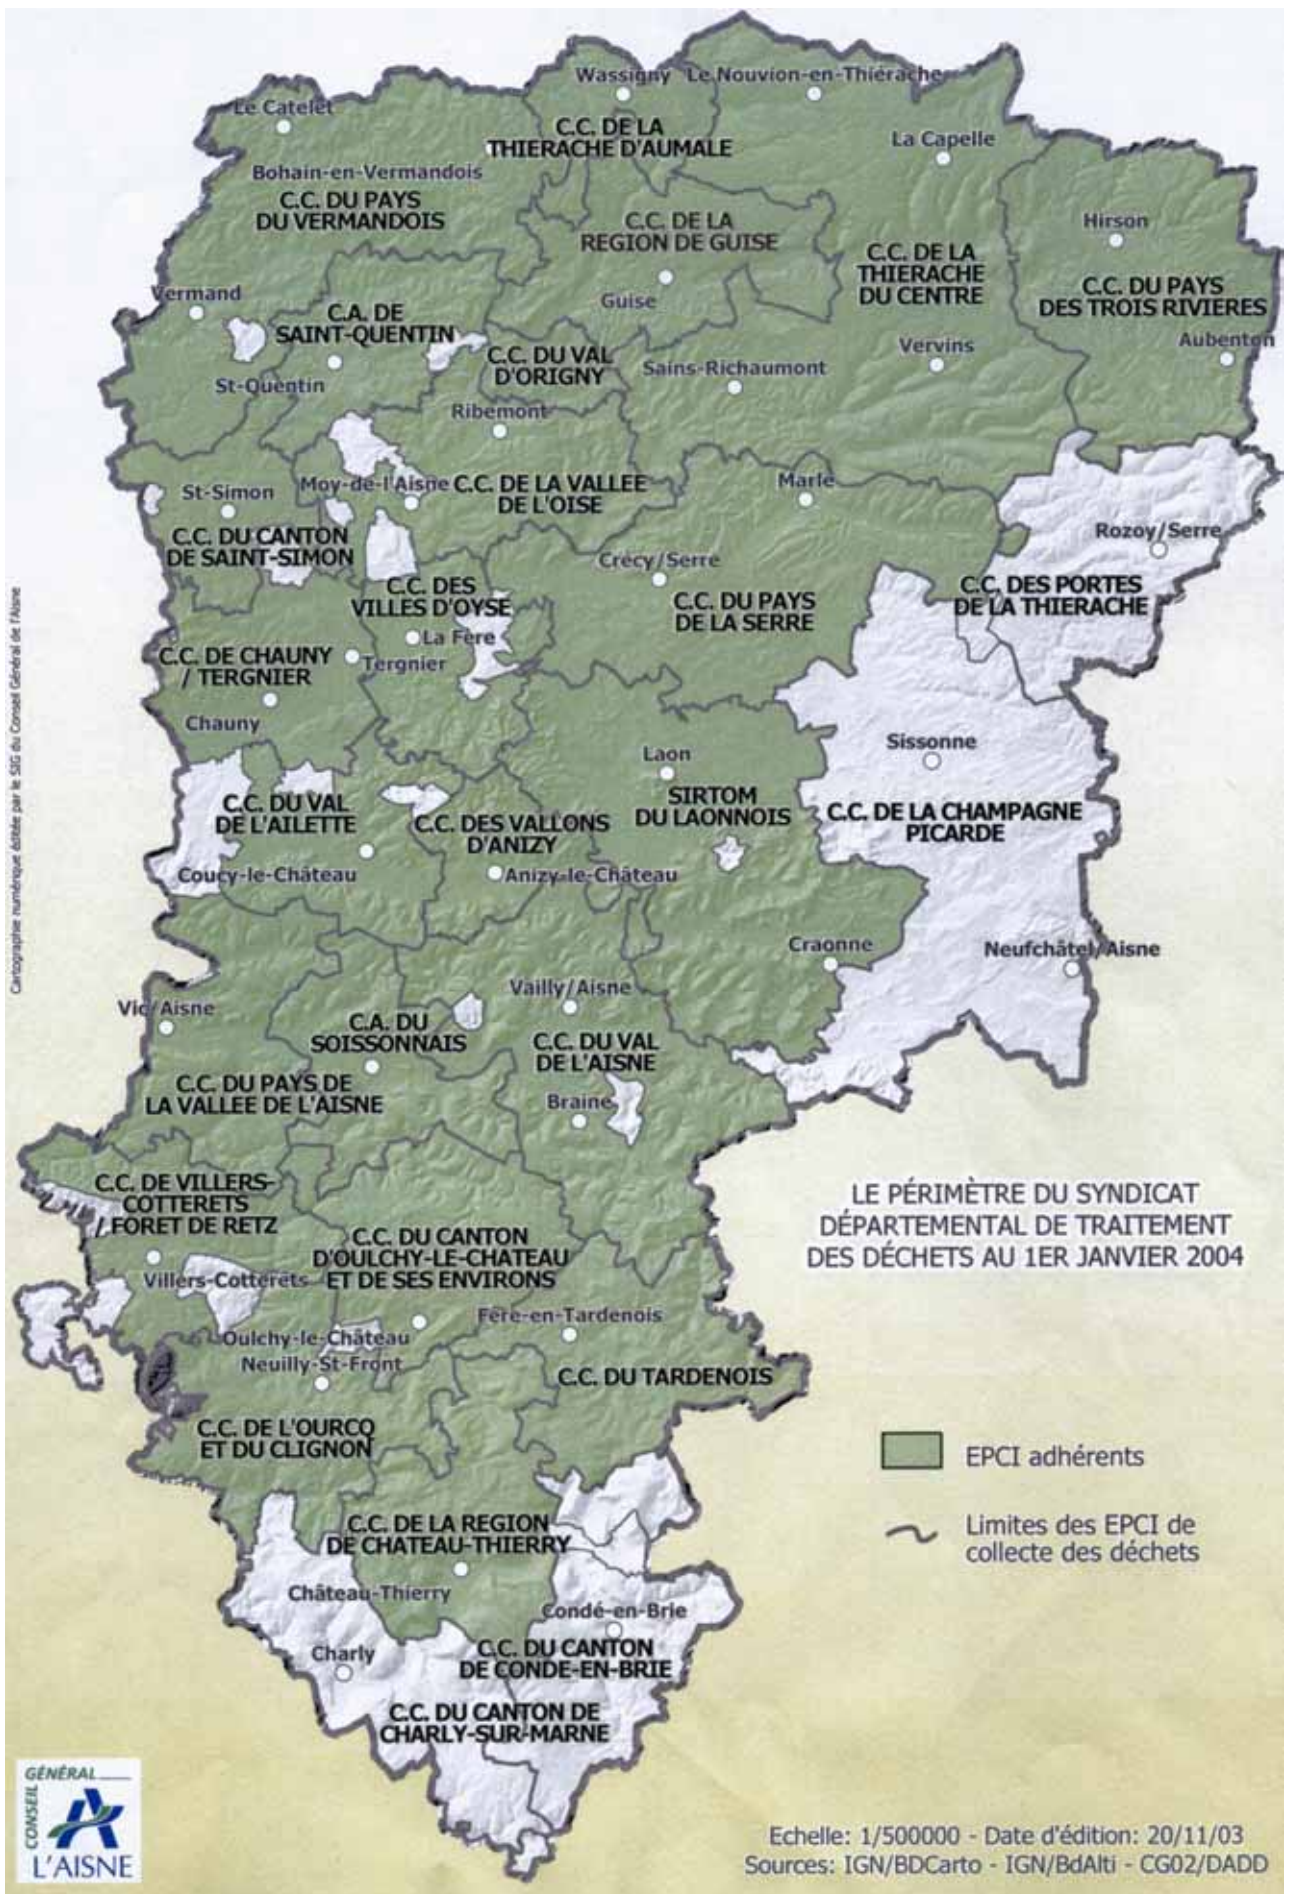 Wassigny
Le Nouvion-en-Thiérache
Le Catelet
C.C. DE LA
THIERACHE D'AUMALE
La Capelle
Bohain-en-Vermandois
C.C. DU PAYS
DU VERMANDOIS
C.C. DE LA
REGION DE GUISE
Hirson
C.C. DE LA
THIERACHE
DU CENTRE
C.C. DU PAYS
DES TROIS RIVIERES
Vermand
Guise
C.A. DE
SAINT-QUENTIN
Aubenton
C.C. DU VAL
D'ORIGNY
Vervins
Sains-Richaumont
St-Quentin
Ribemont
St-Simon
Moy-de-l'Aisne
C.C. DE LA VALLEE
DE L'OISE
Marle
C.C. DU CANTON
DE SAINT-SIMON
Rozoy/Serre
Crécy/Serre
C.C. DES
VILLES D'OYSE
C.C. DU PAYS
DE LA SERRE
C.C. DES PORTES
DE LA THIERACHE
La Fère
C.C. DE CHAUNY
/ TERGNIER
Tergnier
Chauny
Laon
Sissonne
SIRTOM
DU LAONNOIS
C.C. DU VAL
DE L'AILETTE
C.C. DES VALLONS
D'ANIZY
C.C. DE LA CHAMPAGNE
PICARDE
Coucy-le-Château
Anizy-le-Château
Craonne
Neufchâtel/Aisne
Vailly/Aisne
Vic/Aisne
C.A. DU
SOISSONNAIS
C.C. DU VAL
DE L'AISNE
C.C. DU PAYS DE
LA VALLEE DE L'AISNE
Braine
C.C. DE VILLERS-
COTTERETS
/ FORET DE RETZ
LE PÉRIMÈTRE DU SYNDICAT
DÉPARTEMENTAL DE TRAITEMENT
DES DÉCHETS AU 1ER JANVIER 2004
C.C. DU CANTON
D'OULCHY-LE-CHATEAU
ET DE SES ENVIRONS
Villers-Cotterêts
Fère-en-Tardenois
Oulchy-le-Château
Neuilly-St-Front
C.C. DU TARDENOIS
C.C. DE L'OURCQ
ET DU CLIGNON
EPCI adhérents
Limites des EPCI de
collecte des déchets
C.C. DE LA REGION
DE CHATEAU-THIERRY
Château-Thierry
Condé-en-Brie
Charly
C.C. DU CANTON
DE CONDE-EN-BRIE
C.C. DU CANTON DE
CHARLY-SUR-MARNE
CONSEIL
GÉNÉRAL
L'AISNE
Echelle: 1/500000 - Date d'édition: 20/11/03
Sources: IGN/BDCarto - IGN/BdAlti - CG02/DADD
Cartographie numérique éditée par le SIG du Conseil Général de l'Aisne